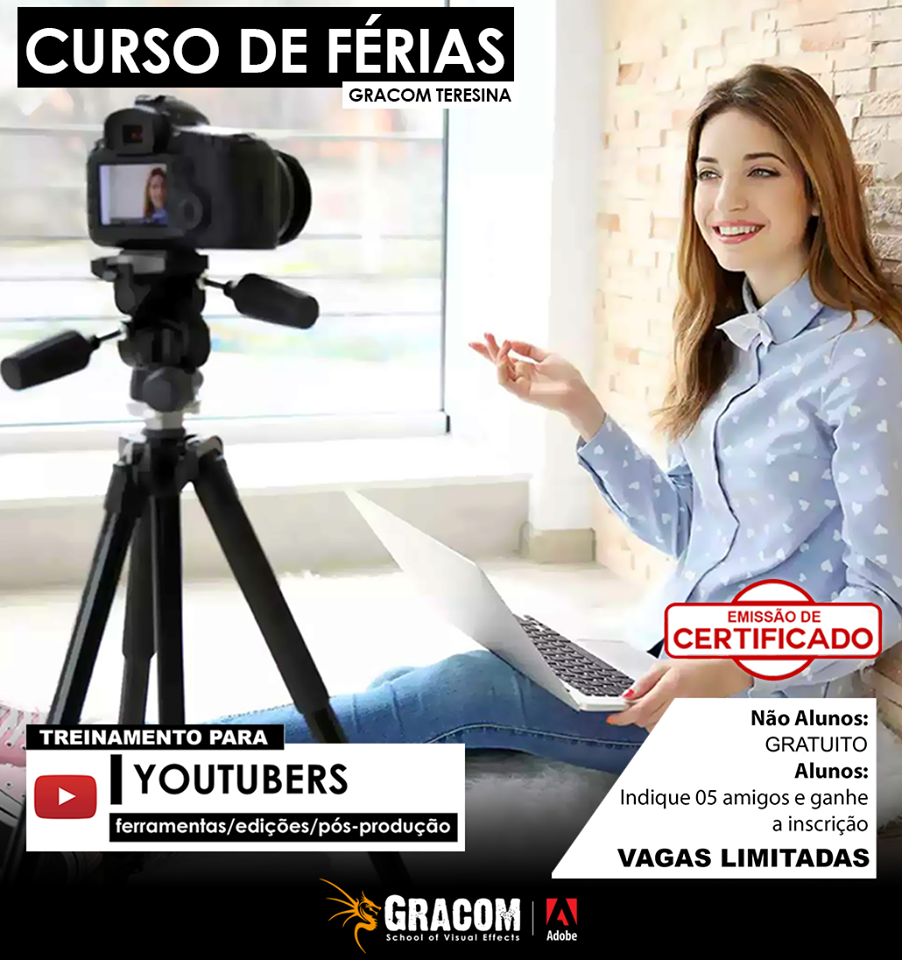 CURSO DE FÉRIAS
GRACOM TERESINA
EMISSÃO DE
CERTIFICADO
TREINAMENTO PARA
YOUTUBERS
ferramentas/edições/pós-produção
Não Alunos:
GRATUITO
Alunos:
Indique 05 amigos e ganhe
a inscrição
VAGAS LIMITADAS
GRACOM
School of Visual Effects
Adobe